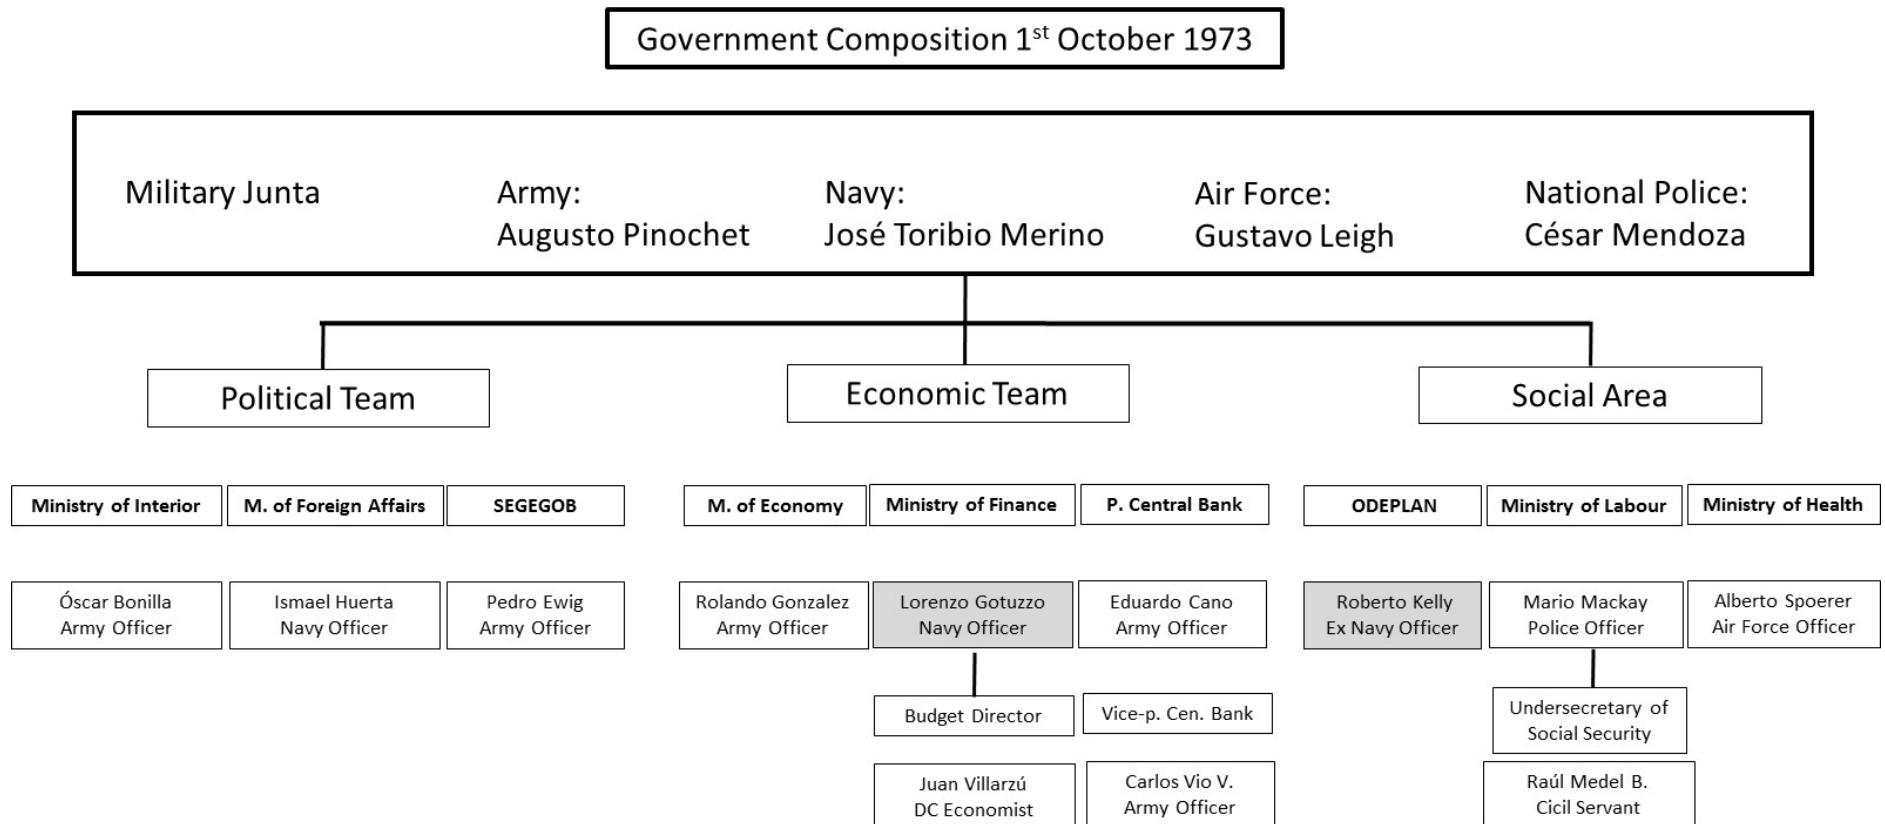 Government Composition 1st October 1973
Military Junta
Army:
Augusto Pinochet
Navy:
José Toribio Merino
Air Force:
Gustavo Leigh
National Police:
César Mendoza
Political Team
Economic Team
Social Area
Ministry of Interior
M. of Foreign Affairs
SEGEGOB
M. of Economy
Ministry of Finance
P. Central Bank
ODEPLAN
Ministry of Labour
Ministry of Health
Óscar Bonilla
Army Officer
Ismael Huerta
Navy Officer
Pedro Ewig
Army Officer
Rolando Gonzalez
Army Officer
Lorenzo Gotuzzo
Navy Officer
Eduardo Cano
Army Officer
Roberto Kelly
Ex Navy Officer
Mario Mackay
Police Officer
Alberto Spoerer
Air Force Officer
Budget Director
Vice-p. Cen. Bank
Undersecretary of
Social Security
Juan Villarzú
DC Economist
Carlos Vio V.
Army Officer
Raúl Medel B.
Cicil Servant